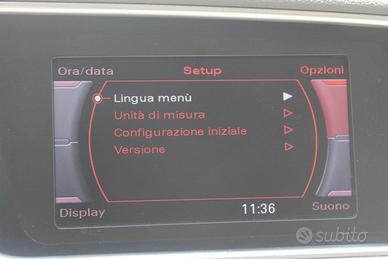 Ora/data Setup Opzioni
Lingua menù
Unità di misura
Configurazione iniziale
Versione
Display 11:36 Suono
subito